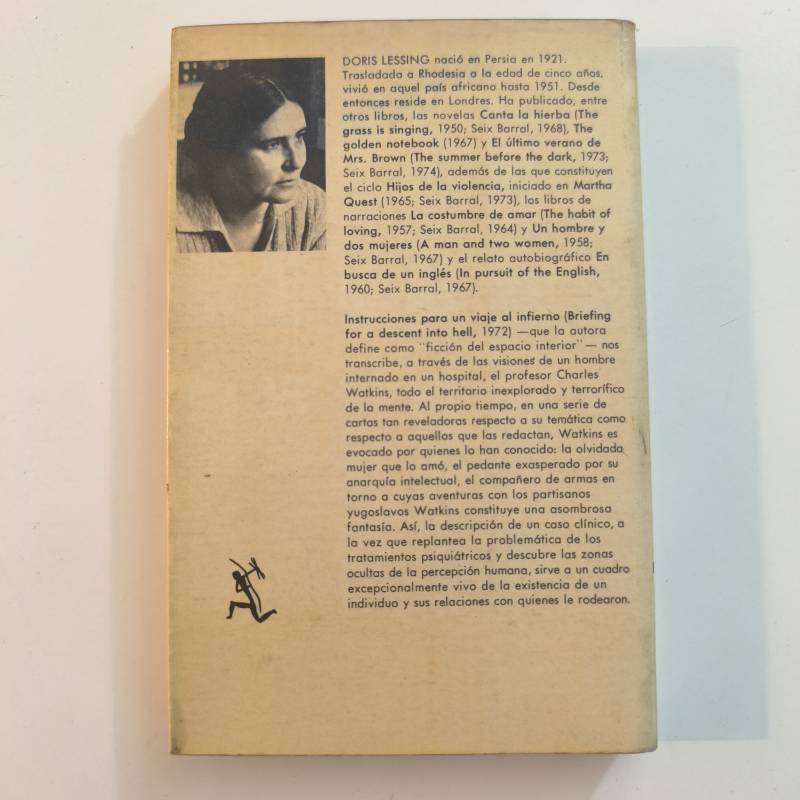 DORIS LESSING nació en Persia en 1921.
Trasladada a Rhodesia a la edad de cinco años,
vivió en aquel país africano hasta 1951. Desde
entonces reside en Londres. Ha publicado, entre
otros libros, las novelas Canta la hierba (The
grass is singing, 1950; Seix Barral, 1968), The
golden notebook (1967) y El último verano de
Mrs. Brown (The summer before the dark, 1973;
Seix Barral, 1974), además de las que constituyen
el ciclo Hijos de la violencia, iniciado en Martha
Quest (1965; Seix Barral, 1973), los libros de
narraciones La costumbre de amar (The habit of
loving, 1957; Seix Barral, 1964) y Un hombre y
dos mujeres (A man and two women, 1958;
Seix Barral, 1967) y el relato autobiográfico En
busca de un inglés (In pursuit of the English,
1960; Seix Barral, 1967).
Instrucciones para un viaje al infierno (Briefing
for a descent into hell, 1972) —que la autora
define como "ficción del espacio interior"— nos
transcribe, a través de las visiones de un hombre
internado en un hospital, el profesor Charles
Watkins, todo el territorio inexplorado y terrorífico
de la mente. Al propio tiempo, en una serie de
cartas tan reveladoras respecto a su temática como
respecto a aquellos que las redactan, Watkins es
evocado por quienes lo han conocido: la olvidada
mujer que lo amó, el pedante exasperado por su
anarquía intelectual, el compañero de armas en
torno a cuyas aventuras con los partisanos
yugoslavos Watkins constituye una asombrosa
fantasía. Así, la descripción de un caso clínico, a
la vez que replantea la problemática de los
tratamientos psiquiátricos y descubre las zonas
ocultas de la percepción humana, sirve a un cuadro
excepcionalmente vivo de la existencia de un
individuo y sus relaciones con quienes le rodearon.